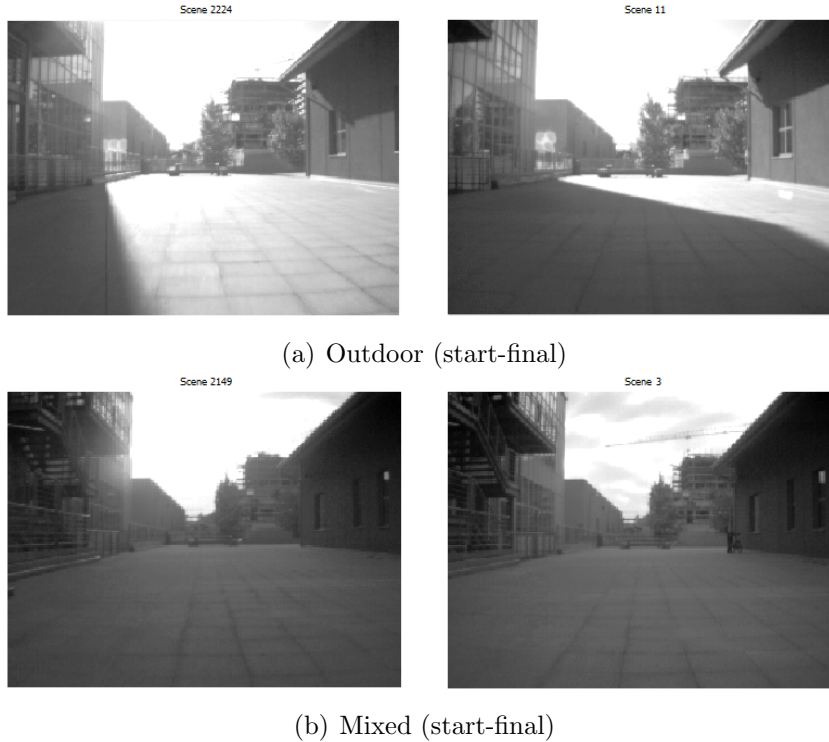 Scene 2224
Scene 11
(a) Outdoor (start-final)
Scene 2149
Scene 3
(b) Mixed (start-final)